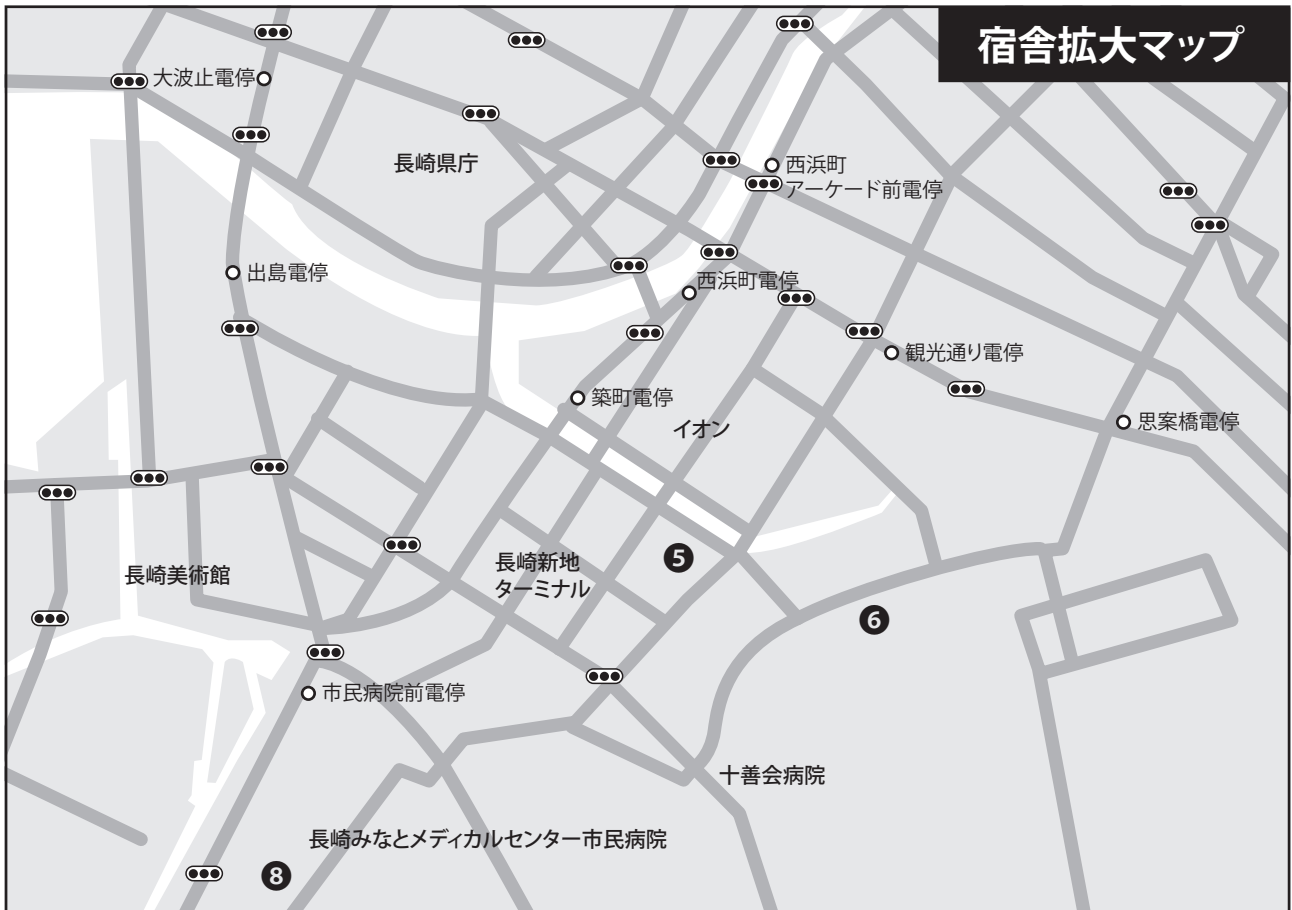 宿舎拡大マップ
大波止電停
長崎県庁
西浜町
アーケード前電停
出島電停
西浜町電停
観光通り電停
築町電停
思案橋電停
イオン
長崎新地
ターミナル
5
長崎美術館
6
市民病院前電停
十善会病院
長崎みなとメディカルセンター市民病院
8